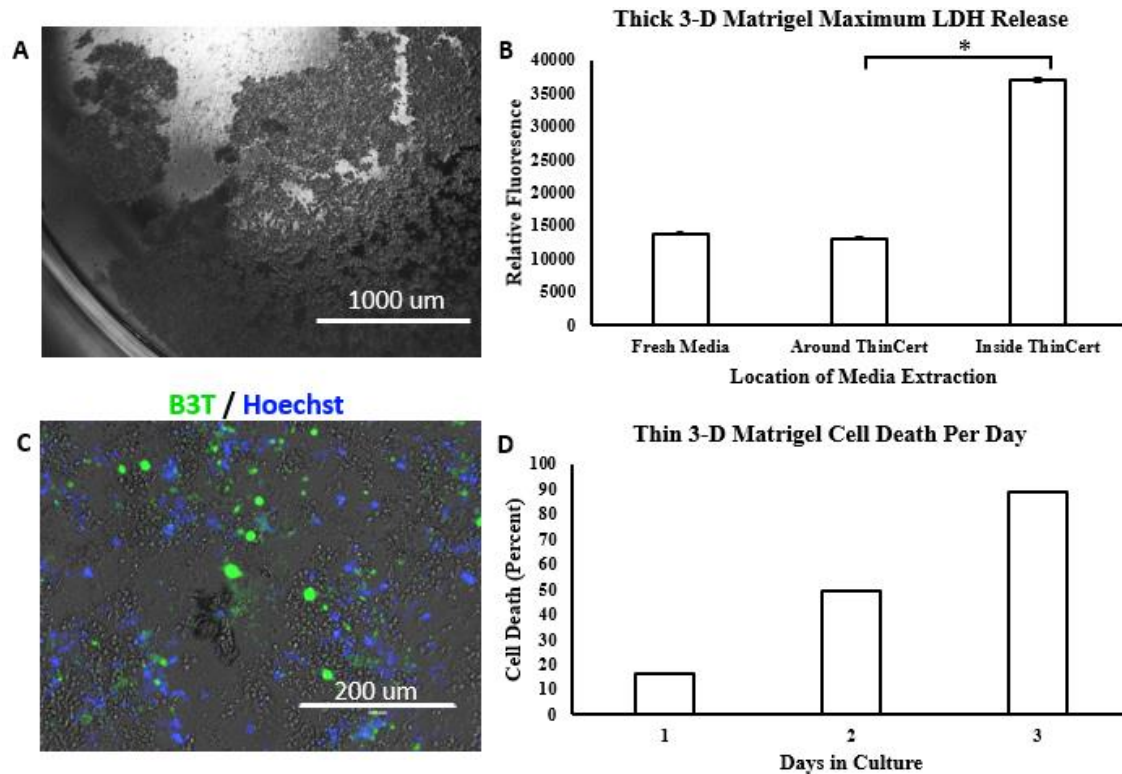 A
1000 um
B
Thick 3-D Matrigel Maximum LDH Release
*
40000
35000
30000
25000
20000
15000
10000
5000
0
Relative Fluoresence
Fresh Media Around ThinCert Inside ThinCert
Location of Media Extraction
B3T / Hoechst
C
200 um
D
Thin 3-D Matrigel Cell Death Per Day
100
90
80
70
60
50
40
30
20
10
0
Cell Death (Percent)
1 2 3
Days in Culture